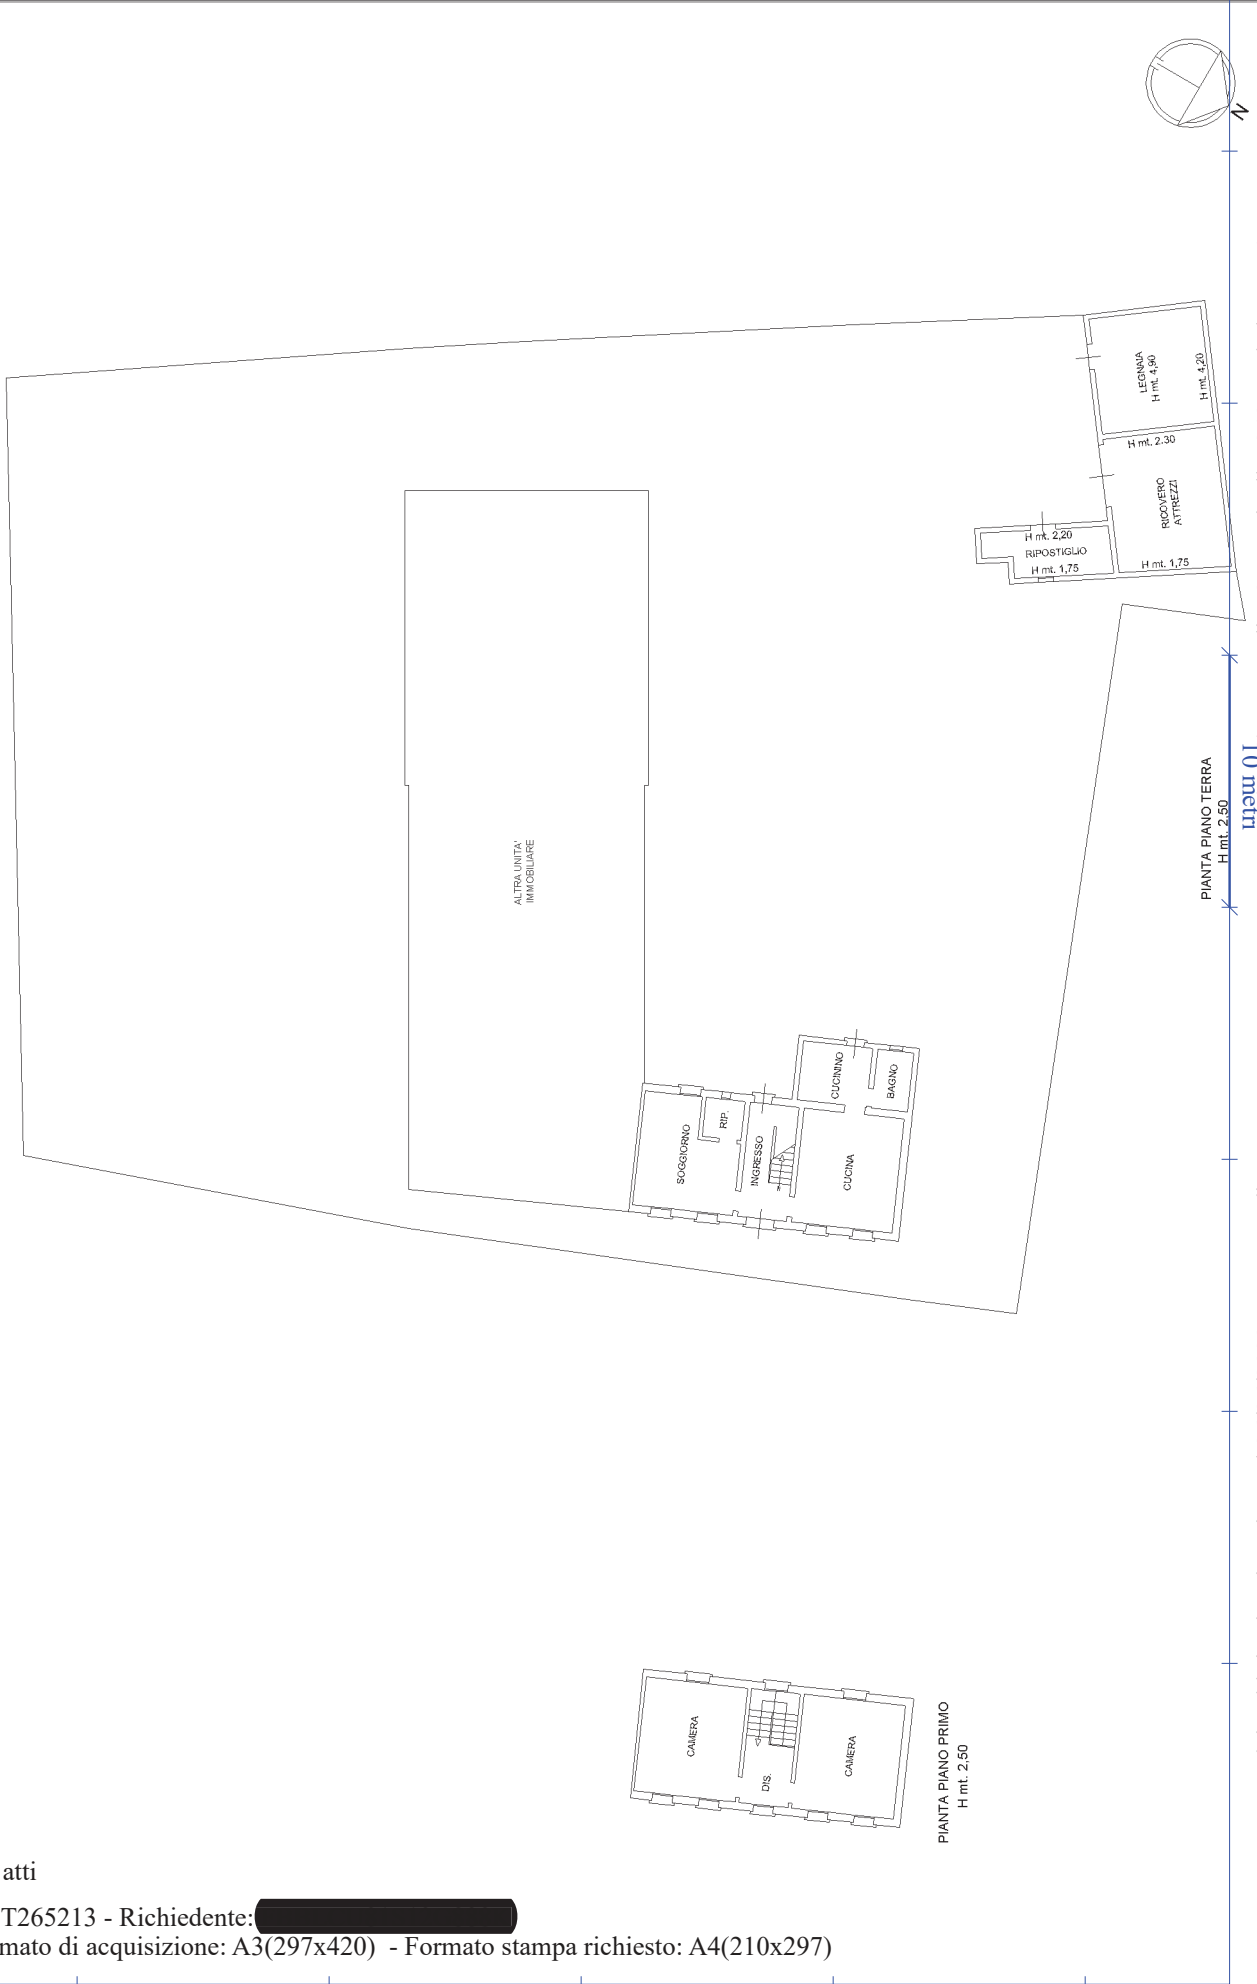 N
LEGNAIA
H mt. 4,90
H mt. 4,20
H mt. 2.30
RICOVERO
ATTREZZI
H mt. 2,20
RIPOSTIGLIO
H mt. 1,75
H mt. 1,75
10 metri
PIANTA PIANO TERRA
H mt. 2,50
ALTRA UNITA'
IMMOBILIARE
CUCININO
BAGNO
SOGGIORNO
RIP.
INGRESSO
CUCINA
CAMERA
DIS.
CAMERA
PIANTA PIANO PRIMO
H mt. 2,50
atti
T265213 - Richiedente:
mato di acquisizione: A3(297x420) - Formato stampa richiesto: A4(210x297)